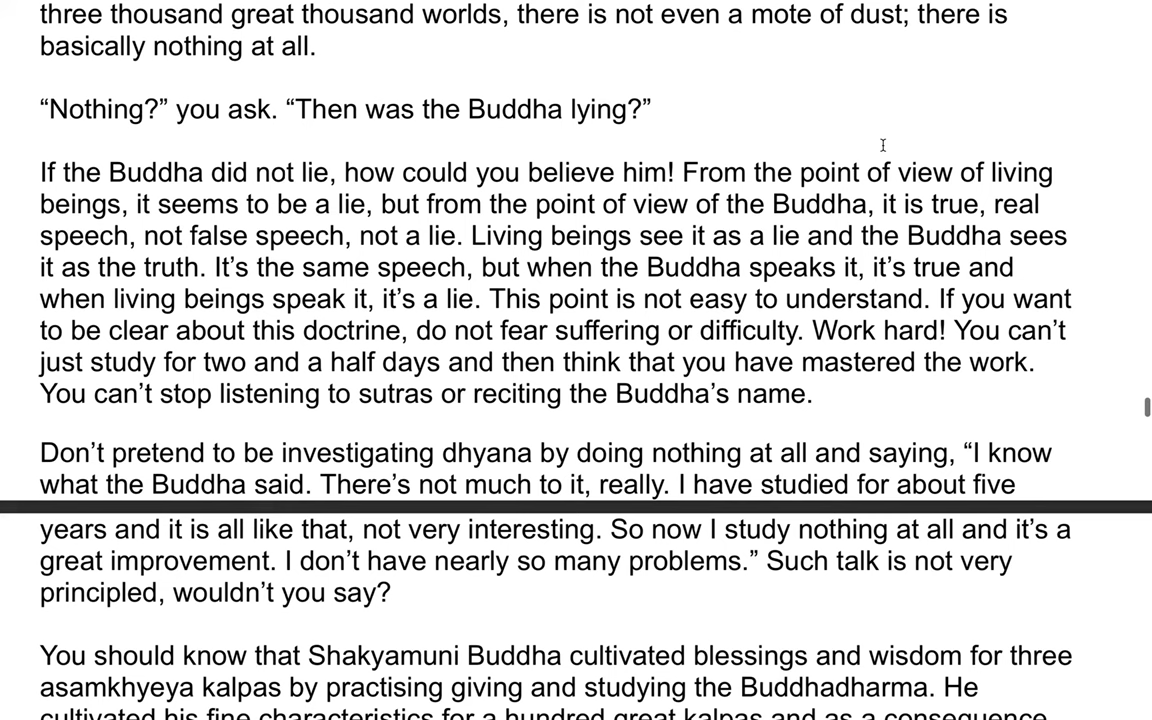 three thousand great thousand worlds, there is not even a mote of dust; there is
basically nothing at all.
“Nothing?” you ask. “Then was the Buddha lying?”
If the Buddha did not lie, how could you believe him! From the point of view of living
beings, it seems to be a lie, but from the point of view of the Buddha, it is true, real
speech, not false speech, not a lie. Living beings see it as a lie and the Buddha sees
it as the truth. It’s the same speech, but when the Buddha speaks it, it’s true and
when living beings speak it, it’s a lie. This point is not easy to understand. If you want
to be clear about this doctrine, do not fear suffering or difficulty. Work hard! You can’t
just study for two and a half days and then think that you have mastered the work.
You can’t stop listening to sutras or reciting the Buddha’s name.
Don’t pretend to be investigating dhyana by doing nothing at all and saying, “I know
what the Buddha said. There’s not much to it, really. I have studied for about five
years and it is all like that, not very interesting. So now I study nothing at all and it’s a
great improvement. I don’t have nearly so many problems.” Such talk is not very
principled, wouldn’t you say?
You should know that Shakyamuni Buddha cultivated blessings and wisdom for three
asamkhyeya kalpas by practising giving and studying the Buddhadharma. He
cultivated his fine characteristics for a hundred great kalpas and as a consequence